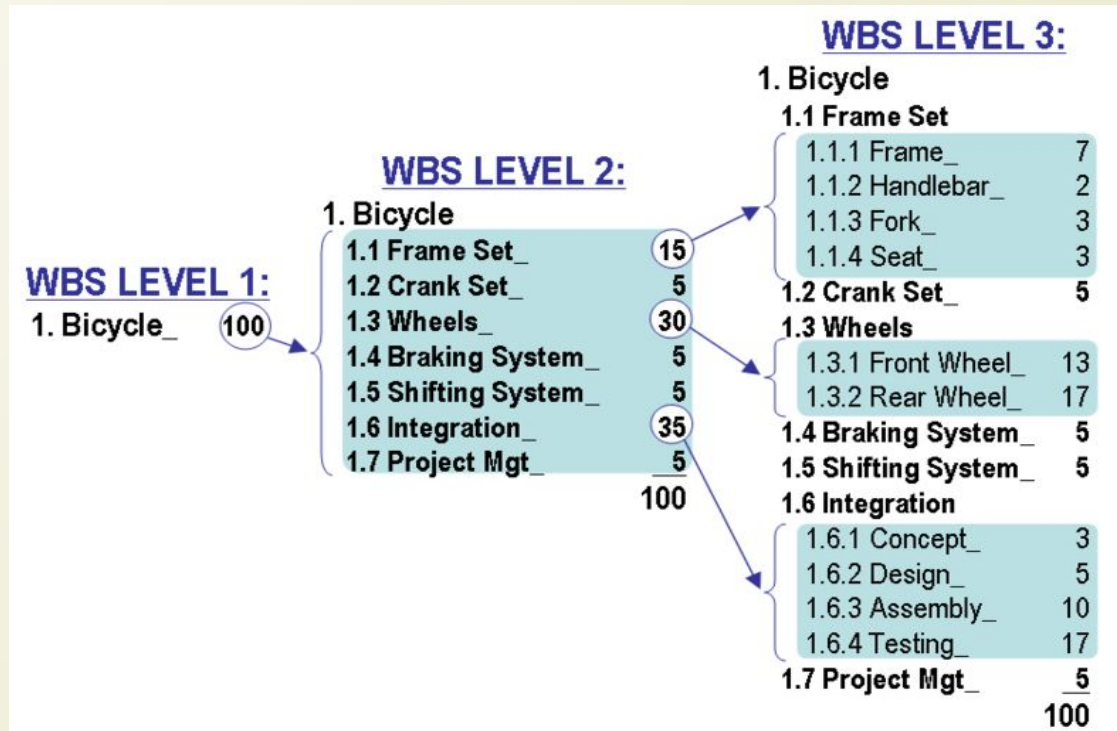 WBS LEVEL 1:
1. Bicycle_ 100
WBS LEVEL 2:
1. Bicycle
1.1 Frame Set_ 15
1.2 Crank Set_ 5
1.3 Wheels_ 30
1.4 Braking System_ 5
1.5 Shifting System_ 5
1.6 Integration_ 35
1.7 Project Mgt_ 5
100
WBS LEVEL 3:
1. Bicycle
1.1 Frame Set
1.1.1 Frame_ 7
1.1.2 Handlebar_ 2
1.1.3 Fork_ 3
1.1.4 Seat_ 3
1.2 Crank Set_ 5
1.3 Wheels
1.3.1 Front Wheel_ 13
1.3.2 Rear Wheel_ 17
1.4 Braking System_ 5
1.5 Shifting System_ 5
1.6 Integration
1.6.1 Concept_ 3
1.6.2 Design_ 5
1.6.3 Assembly_ 10
1.6.4 Testing_ 17
1.7 Project Mgt_ 5
100